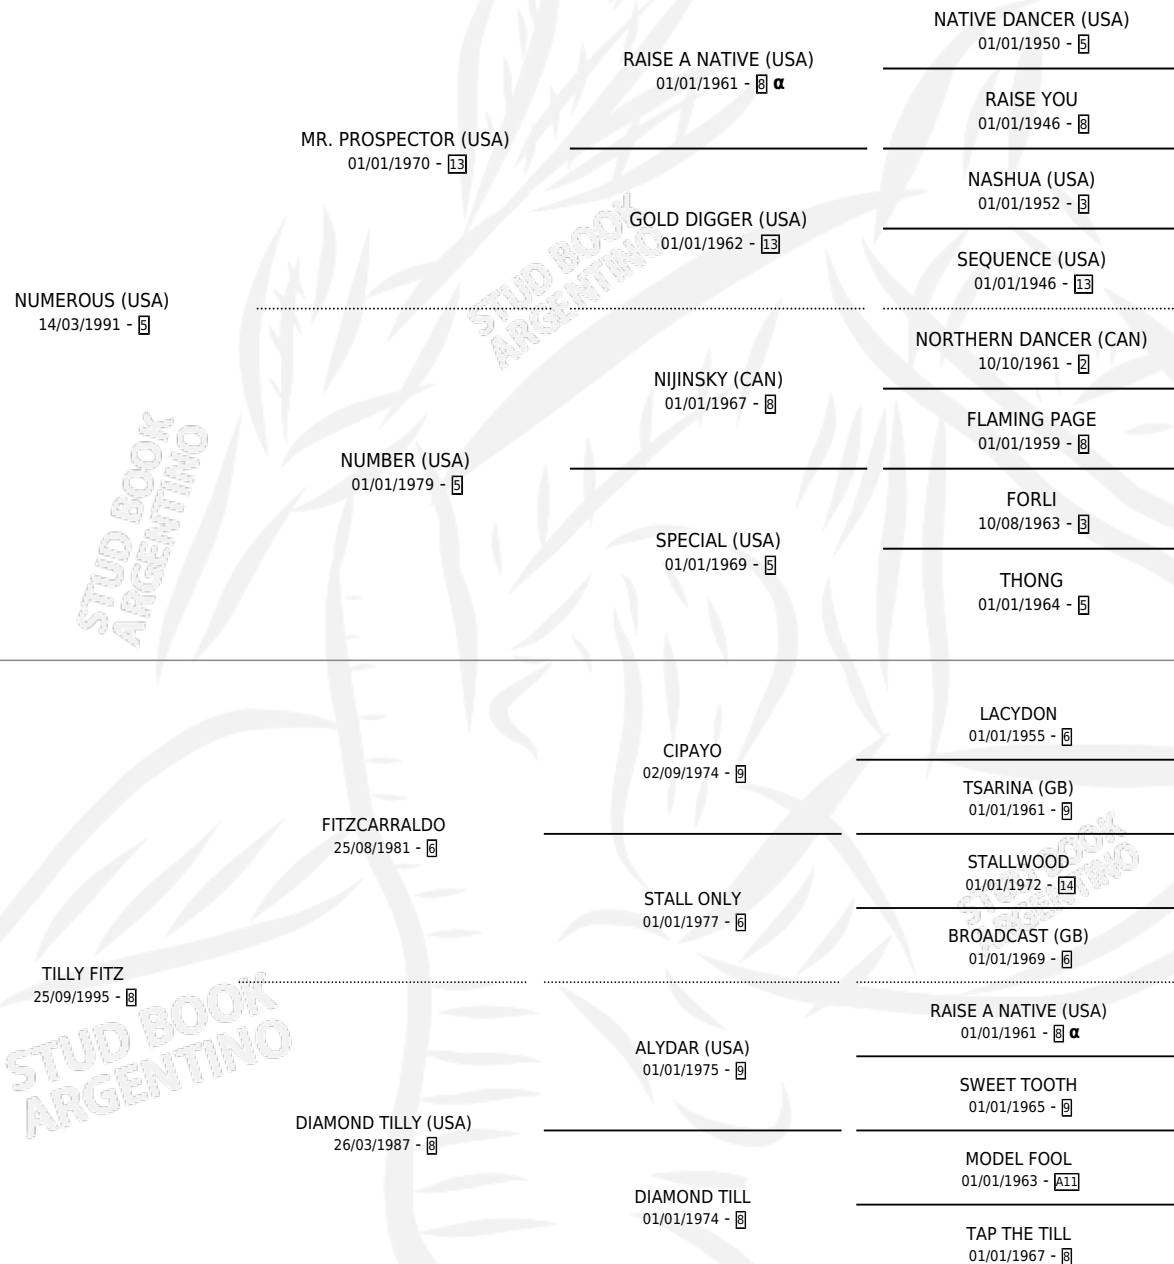 NATIVE DANCER (USA)
01/01/1950 - 5
RAISE A NATIVE (USA)
01/01/1961 - 8 α
RAISE YOU
01/01/1946 - 8
MR. PROSPECTOR (USA)
01/01/1970 - 13
NASHUA (USA)
01/01/1952 - 3
GOLD DIGGER (USA)
01/01/1962 - 13
SEQUENCE (USA)
01/01/1946 - 13
STUD BOOK
ARGENTINO
NUMEROUS (USA)
14/03/1991 - 5
NORTHERN DANCER (CAN)
10/10/1961 - 2
NIJINSKY (CAN)
01/01/1967 - 8
FLAMING PAGE
01/01/1959 - 8
NUMBER (USA)
01/01/1979 - 5
FORLI
10/08/1963 - 3
SPECIAL (USA)
01/01/1969 - 5
THONG
01/01/1964 - 5
STUD BOOK
ARGENTINO
LACYDON
01/01/1955 - 6
CIPAYO
02/09/1974 - 9
TSARINA (GB)
01/01/1961 - 9
FITZCARRALDO
25/08/1981 - 6
STALLWOOD
01/01/1972 - 14
STALL ONLY
01/01/1977 - 6
BROADCAST (GB)
01/01/1969 - 6
STUD BOOK
ARGENTINO
TILLY FITZ
25/09/1995 - 8
RAISE A NATIVE (USA)
01/01/1961 - 8 α
ALYDAR (USA)
01/01/1975 - 9
SWEET TOOTH
01/01/1965 - 9
STUD BOOK
ARGENTINO
DIAMOND TILLY (USA)
26/03/1987 - 8
MODEL FOOL
01/01/1963 - A11
DIAMOND TILL
01/01/1974 - 8
TAP THE TILL
01/01/1967 - 8